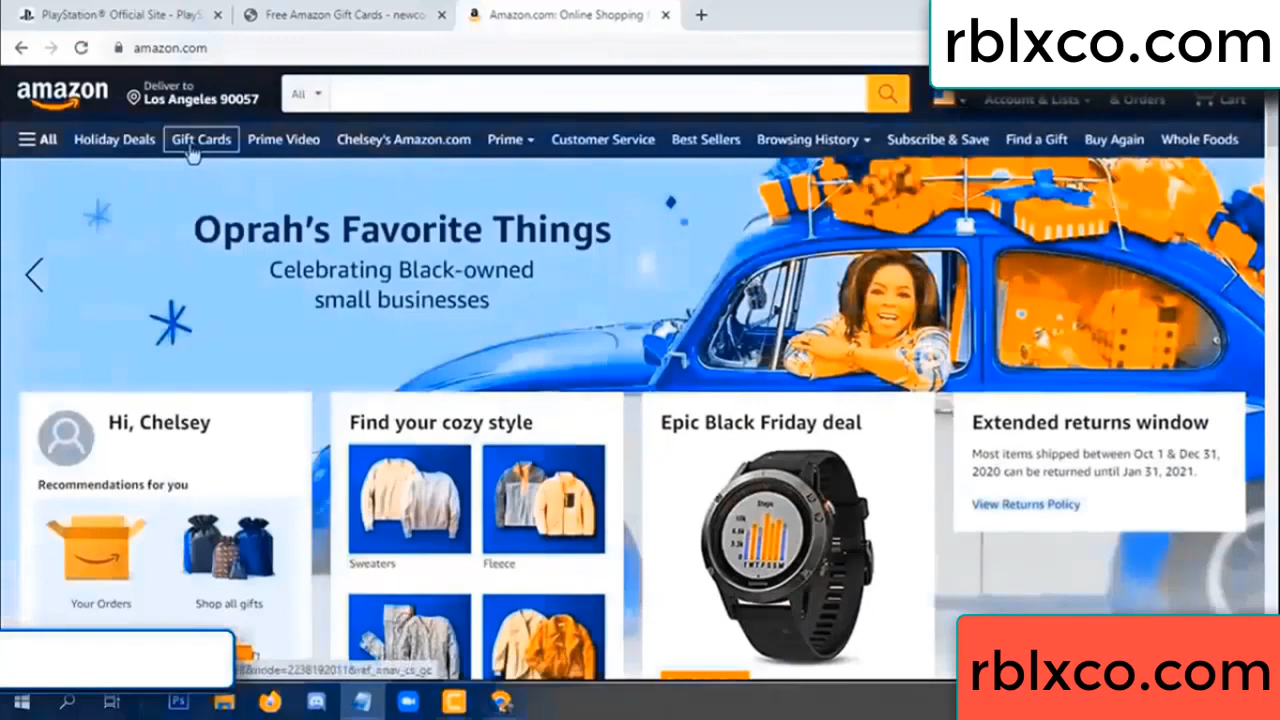 PlayStation® Official Site - PlayS
Free Amazon Gift Cards - newco
Amazon.com: Online Shopping f
amazon.com
rblxco.com
amazon
Deliver to
Los Angeles 90057
All
Account & Lists
& Orders
Cart
All
Holiday Deals
Gift Cards
Prime Video
Chelsey's Amazon.com
Prime
Customer Service
Best Sellers
Browsing History
Subscribe & Save
Find a Gift
Buy Again
Whole Foods
Oprah's Favorite Things
Celebrating Black-owned
small businesses
Hi, Chelsey
Recommendations for you
Your Orders
Shop all gifts
Find your cozy style
Sweaters
Fleece
Epic Black Friday deal
Steps
Extended returns window
Most items shipped between Oct 1 & Dec 31,
2020 can be returned until Jan 31, 2021.
View Returns Policy
rblxco.com
Ps